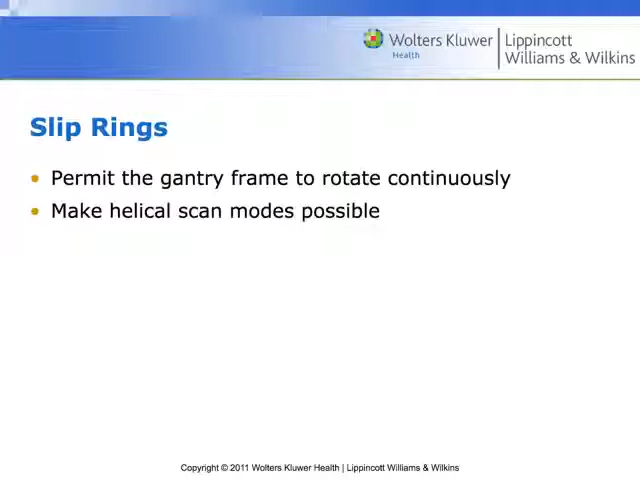 Wolters Kluwer
Health
Lippincott
Williams & Wilkins
Slip Rings
• Permit the gantry frame to rotate continuously
• Make helical scan modes possible
Copyright © 2011 Wolters Kluwer Health | Lippincott Williams & Wilkins